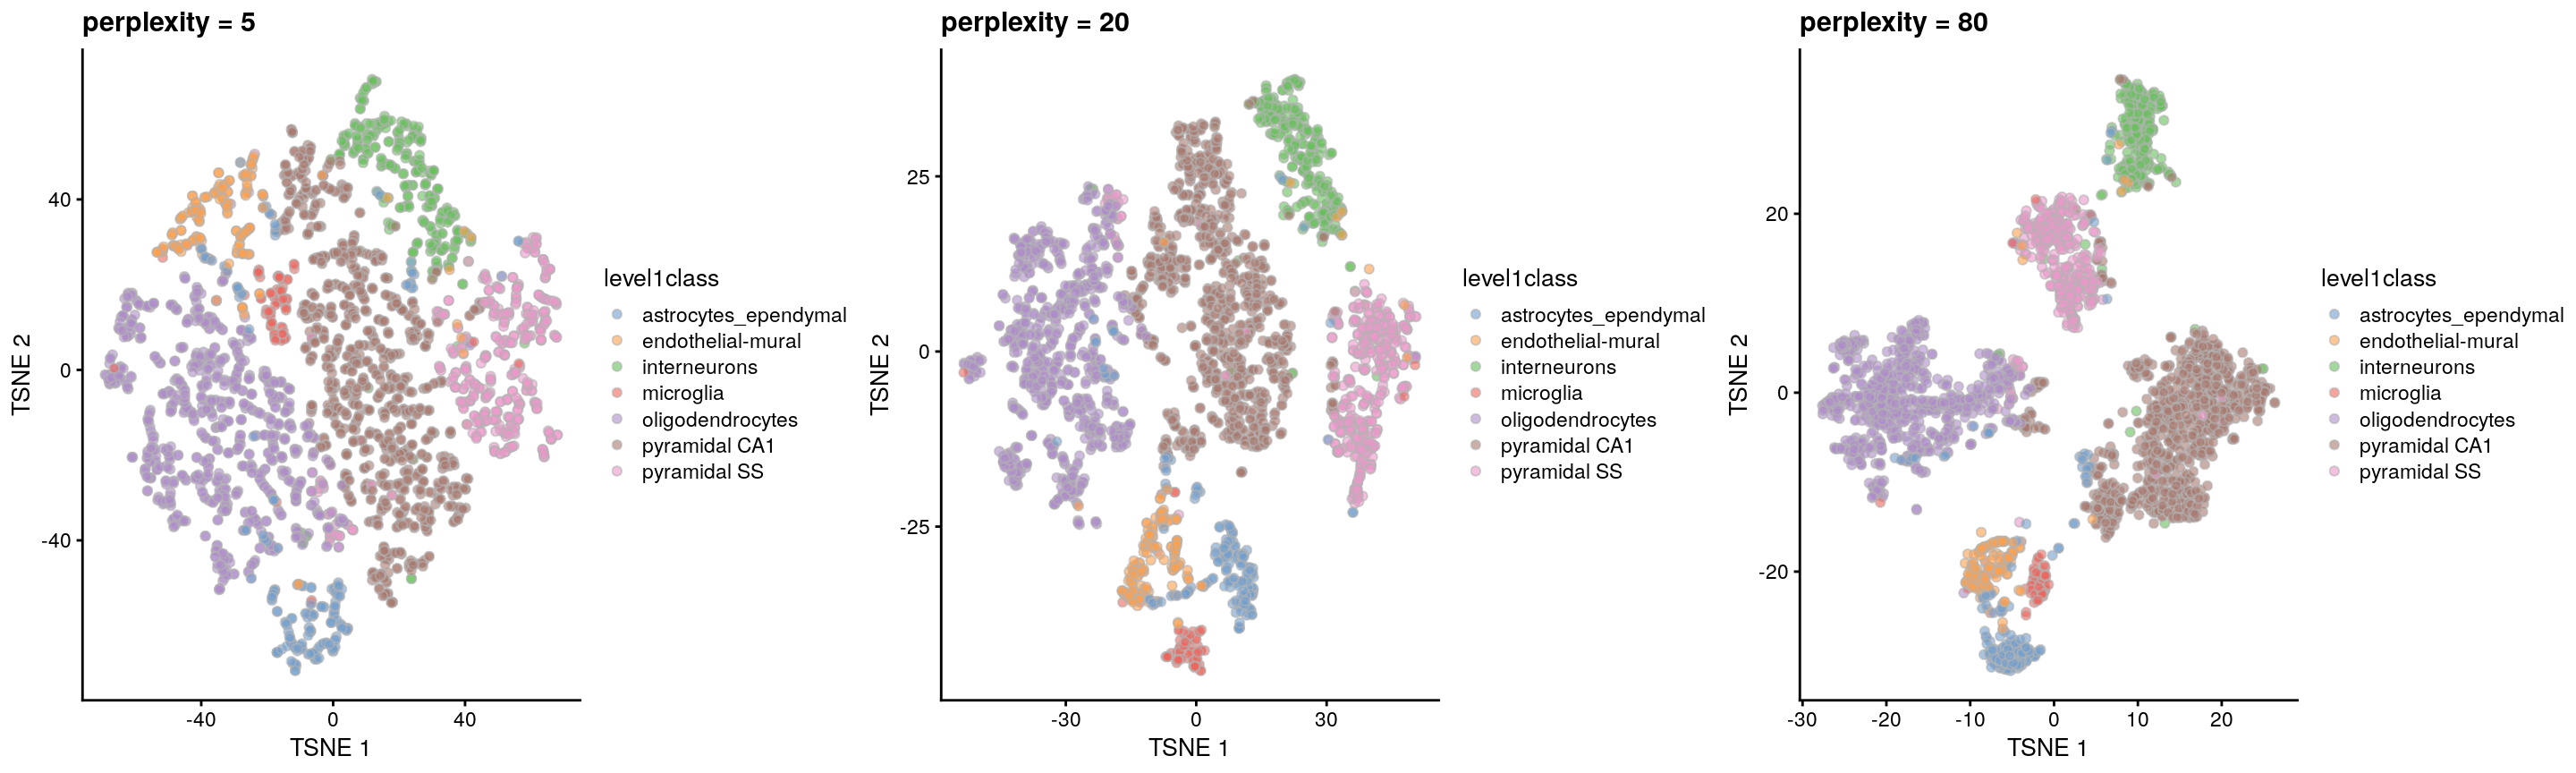 perplexity = 5
40
0
-40
-40
0
40
TSNE 1
TSNE 2
level1class
astrocytes_ependymal
endothelial-mural
interneurons
microglia
oligodendrocytes
pyramidal CA1
pyramidal SS
perplexity = 20
25
0
-25
-30
0
30
TSNE 1
TSNE 2
level1class
astrocytes_ependymal
endothelial-mural
interneurons
microglia
oligodendrocytes
pyramidal CA1
pyramidal SS
perplexity = 80
20
0
-20
-30
-20
-10
0
10
20
TSNE 1
TSNE 2
level1class
astrocytes_ependymal
endothelial-mural
interneurons
microglia
oligodendrocytes
pyramidal CA1
pyramidal SS